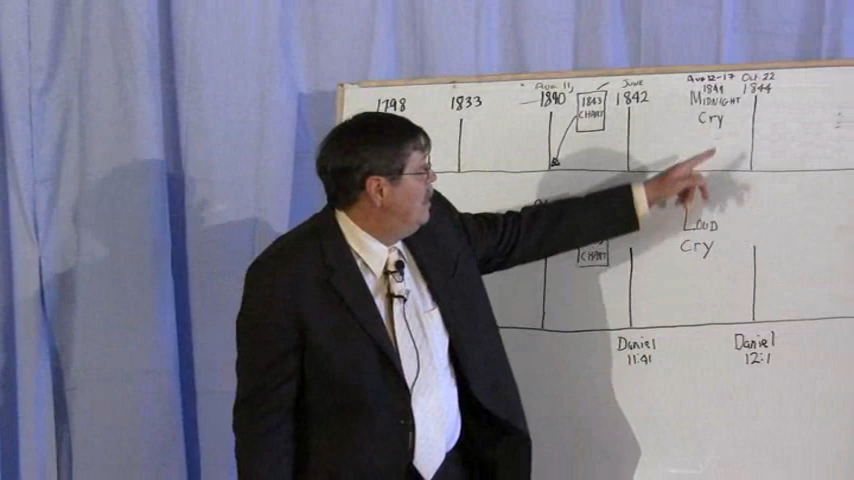 Aug 11,
JUNE
Aug 12-17
Oct. 22
1798
1833
1840
1843
CHART
1842
1844
MIDNIGHT
Cry
1844
LOUD
Cry
CHART
Daniel
11:41
Daniel
12:1